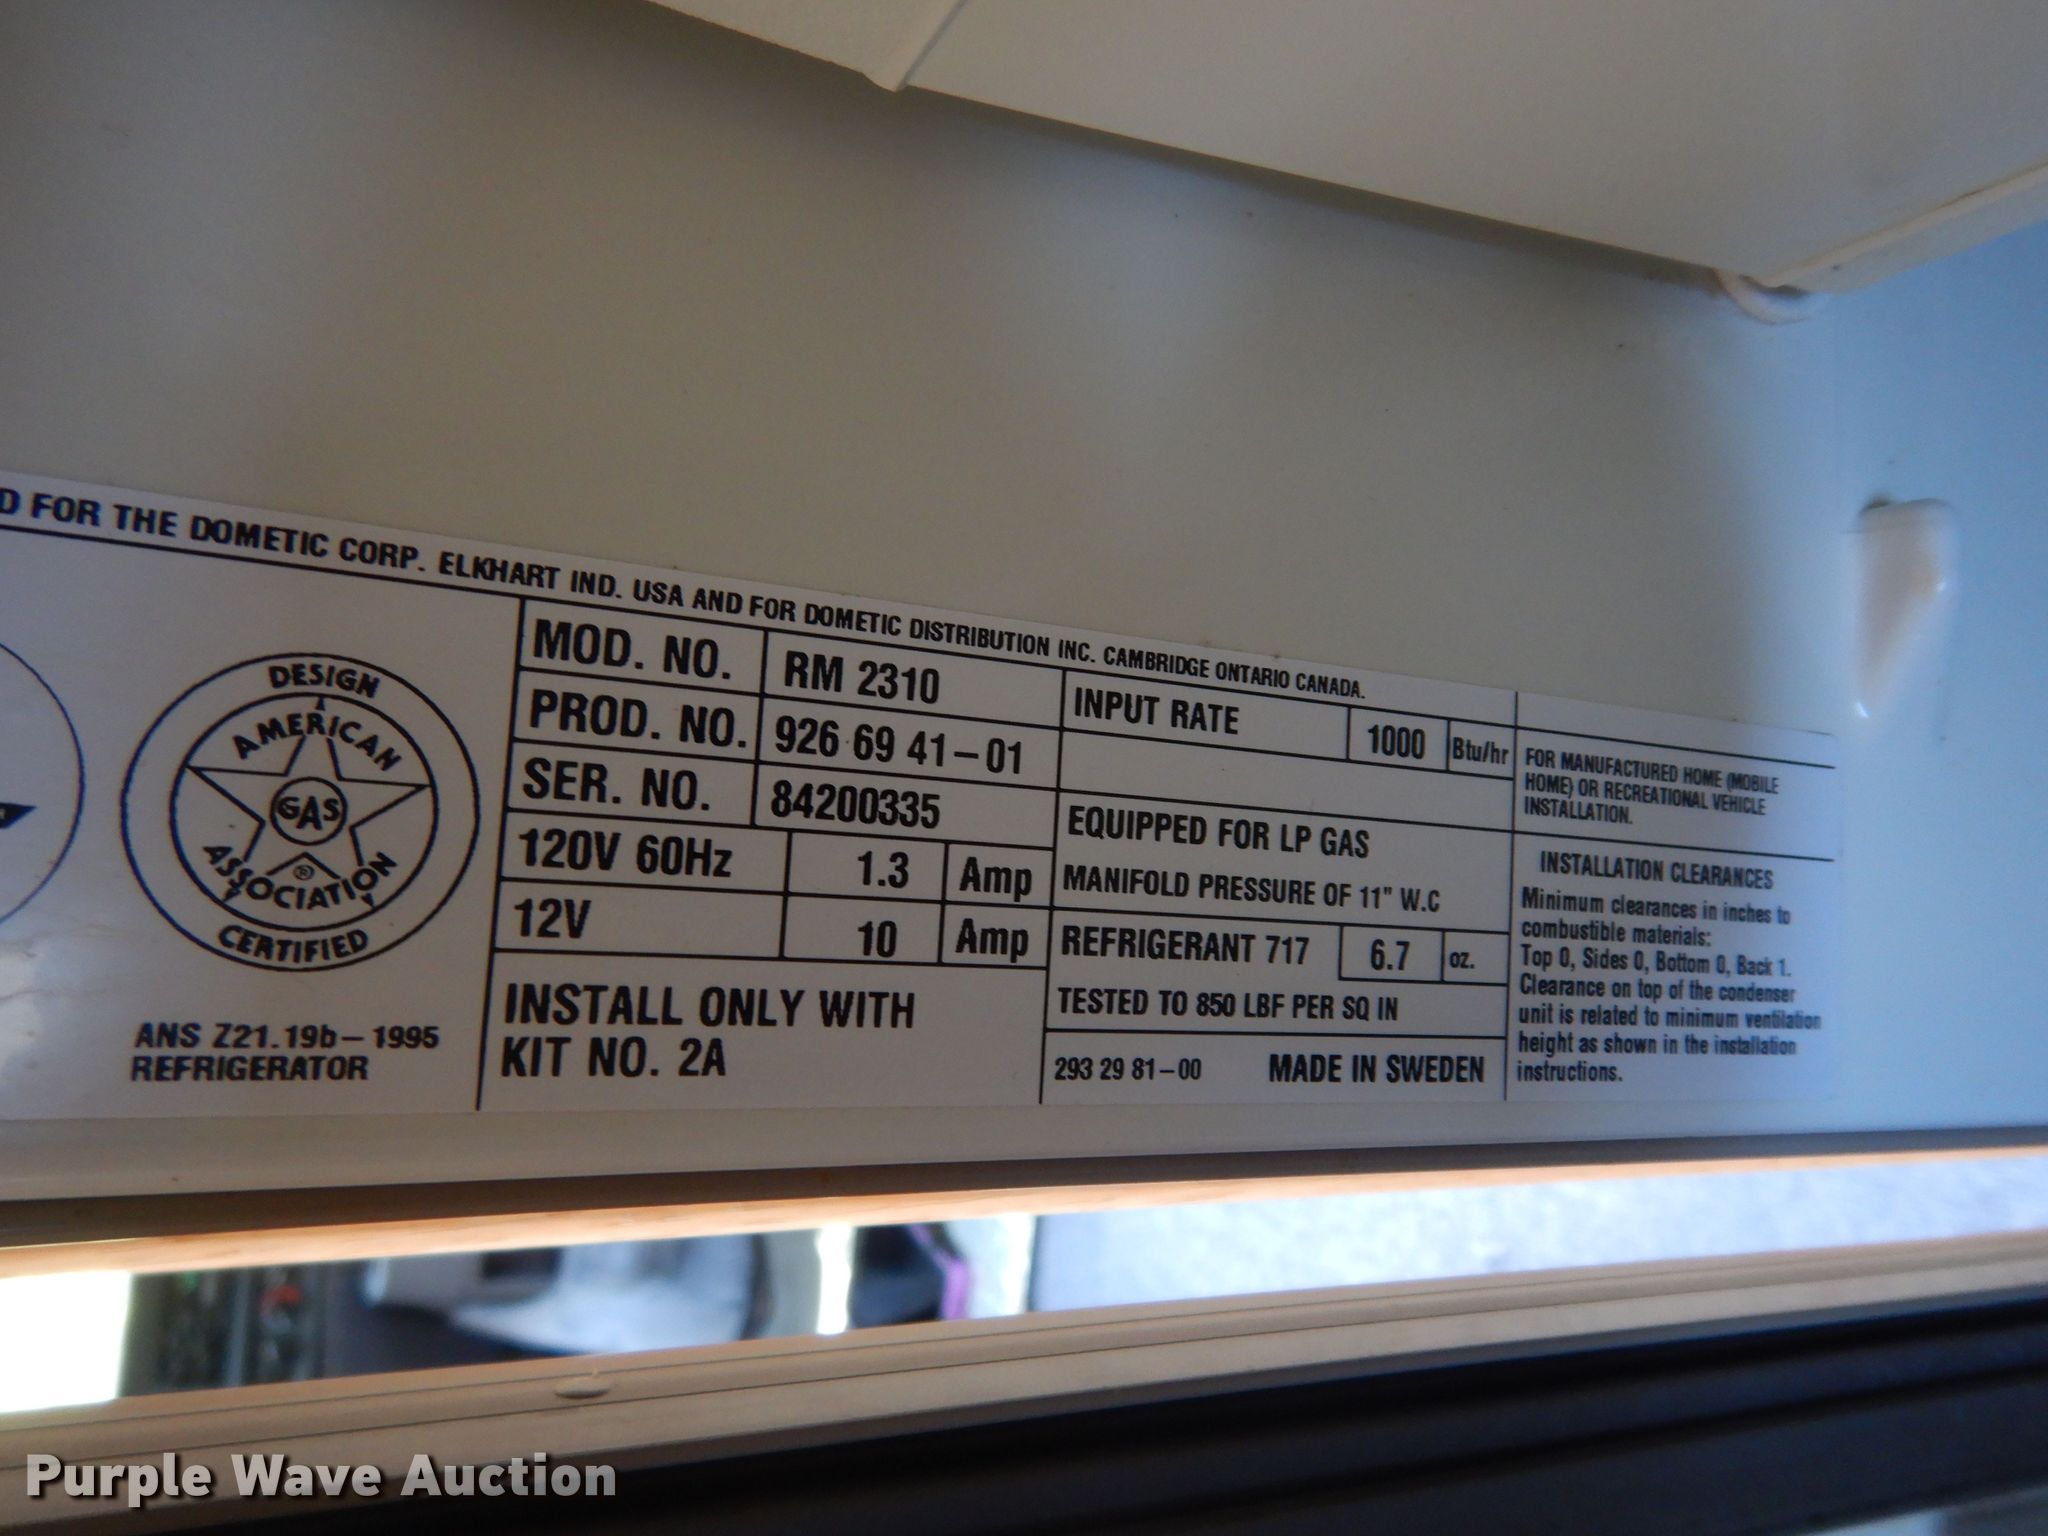 FOR THE DOMETIC CORP. ELKHART IND. USA AND FOR DOMETIC DISTRIBUTION INC. CAMBRIDGE ONTARIO CANADA.
DESIGN
AMERICAN
GAS
ASSOCIATION
®
CERTIFIED
ANS Z21.19b-1995
REFRIGERATOR
MOD. NO. RM 2310
PROD. NO. 926 69 41-01
SER. NO. 84200335
120V 60Hz 1.3 Amp
12V 10 Amp
INSTALL ONLY WITH
KIT NO. 2A
INPUT RATE 1000 Btu/hr
EQUIPPED FOR LP GAS
MANIFOLD PRESSURE OF 11" W.C
REFRIGERANT 717 6.7 oz.
TESTED TO 850 LBF PER SQ IN
293 29 81-00 MADE IN SWEDEN
FOR MANUFACTURED HOME (MOBILE
HOME) OR RECREATIONAL VEHICLE
INSTALLATION.
INSTALLATION CLEARANCES
Minimum clearances in inches to
combustible materials:
Top 0, Sides 0, Bottom 0, Back 1.
Clearance on top of the condenser
unit is related to minimum ventilation
height as shown in the installation
instructions.
Purple Wave Auction